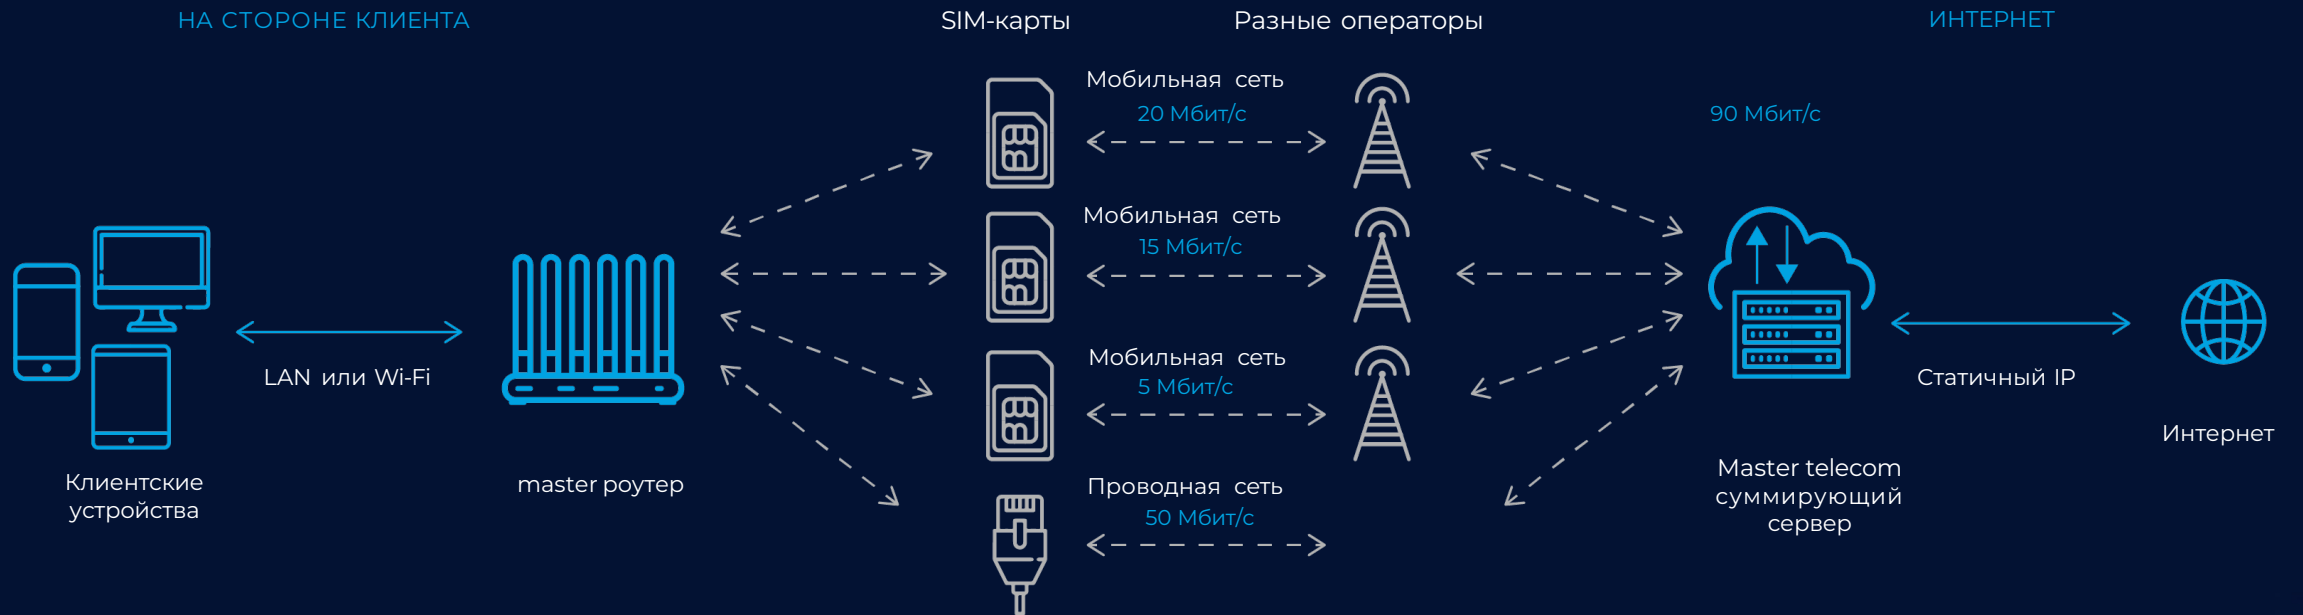 НА СТОРОНЕ КЛИЕНТА
SIM-карты
Разные операторы
ИНТЕРНЕТ
Мобильная сеть
20 Мбит/с
90 Мбит/с
Мобильная сеть
15 Мбит/с
LAN или Wi-Fi
Мобильная сеть
5 Мбит/с
Статичный IP
Интернет
Клиентские
устройства
master роутер
Проводная сеть
50 Мбит/с
Master telecom
суммирующий
сервер